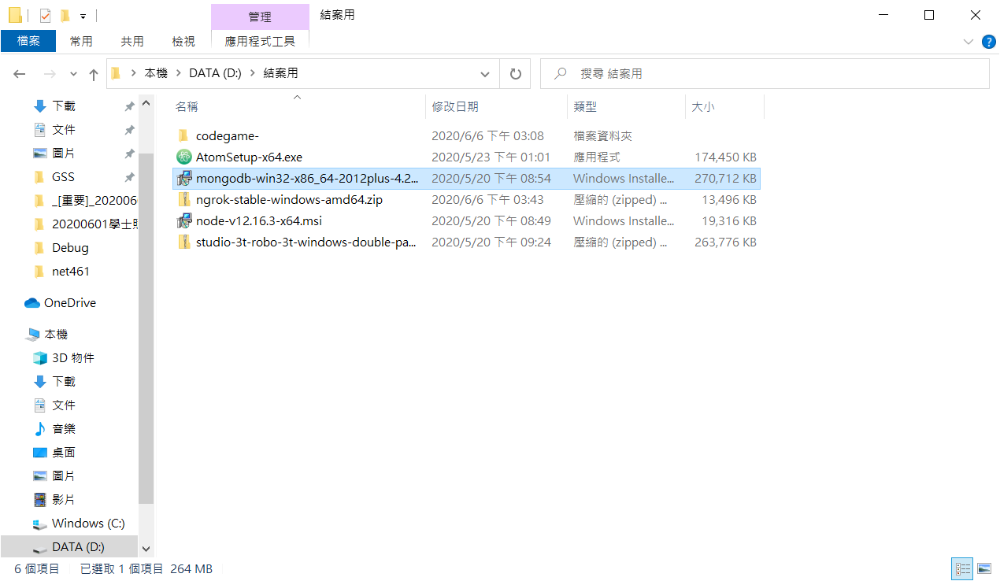 管理
結案用
檔案
常用
共用
檢視
應用程式工具
本機 > DATA (D:) > 結案用
搜尋 結案用
名稱
修改日期
類型
大小
codegame- 2020/6/6 下午 03:08 檔案資料夾
AtomSetup-x64.exe 2020/5/23 下午 01:01 應用程式 174,450 KB
mongodb-win32-x86_64-2012plus-4.2... 2020/5/20 下午 08:54 Windows Installe... 270,712 KB
ngrok-stable-windows-amd64.zip 2020/6/6 下午 03:43 壓縮的 (zipped) ... 13,496 KB
node-v12.16.3-x64.msi 2020/5/20 下午 08:49 Windows Installe... 19,316 KB
studio-3t-robo-3t-windows-double-pa... 2020/5/20 下午 09:24 壓縮的 (zipped) ... 263,776 KB
下載
文件
圖片
GSS
_[重要]_202006
20200601學士
Debug
net461
OneDrive
本機
3D 物件
下載
文件
音樂
桌面
圖片
影片
Windows (C:)
DATA (D:)
6 個項目
已選取 1 個項目 264 MB